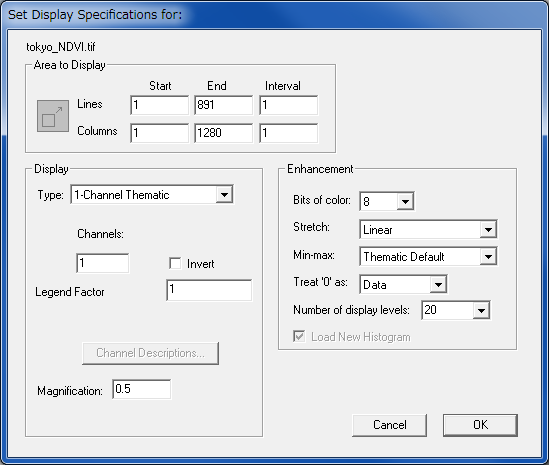 Set Display Specifications for:
tokyo_NDVI.tif
Area to Display
Start End Interval
Lines 1 891 1
Columns 1 1280 1
Display
Type: 1-Channel Thematic
Channels:
1
Invert
Legend Factor 1
Channel Descriptions...
Magnification: 0.5
Enhancement
Bits of color: 8
Stretch: Linear
Min-max: Thematic Default
Treat '0' as: Data
Number of display levels: 20
Load New Histogram
Cancel OK